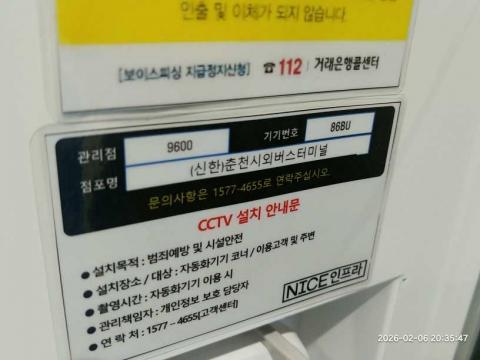 인출 및 이체가 되지 않습니다.
[보이스피싱 지급정지신청] ☎112 | 거래은행콜센터
관리점 9600 기기번호 86BU
점포명 (신한)춘천시외버스터미널
문의사항은 1577-4655로 연락주십시오.
CCTV 설치 안내문
● 설치목적 : 범죄예방 및 시설안전
● 설치장소 / 대상 : 자동화기기 코너 / 이용고객 및 주변
● 촬영시간 : 자동화기기 이용 시
● 관리책임자 : 개인정보 보호 담당자
● 연 락 처 : 1577 - 4655[고객센터]
NICE인프라
2026-02-06 20:35:47